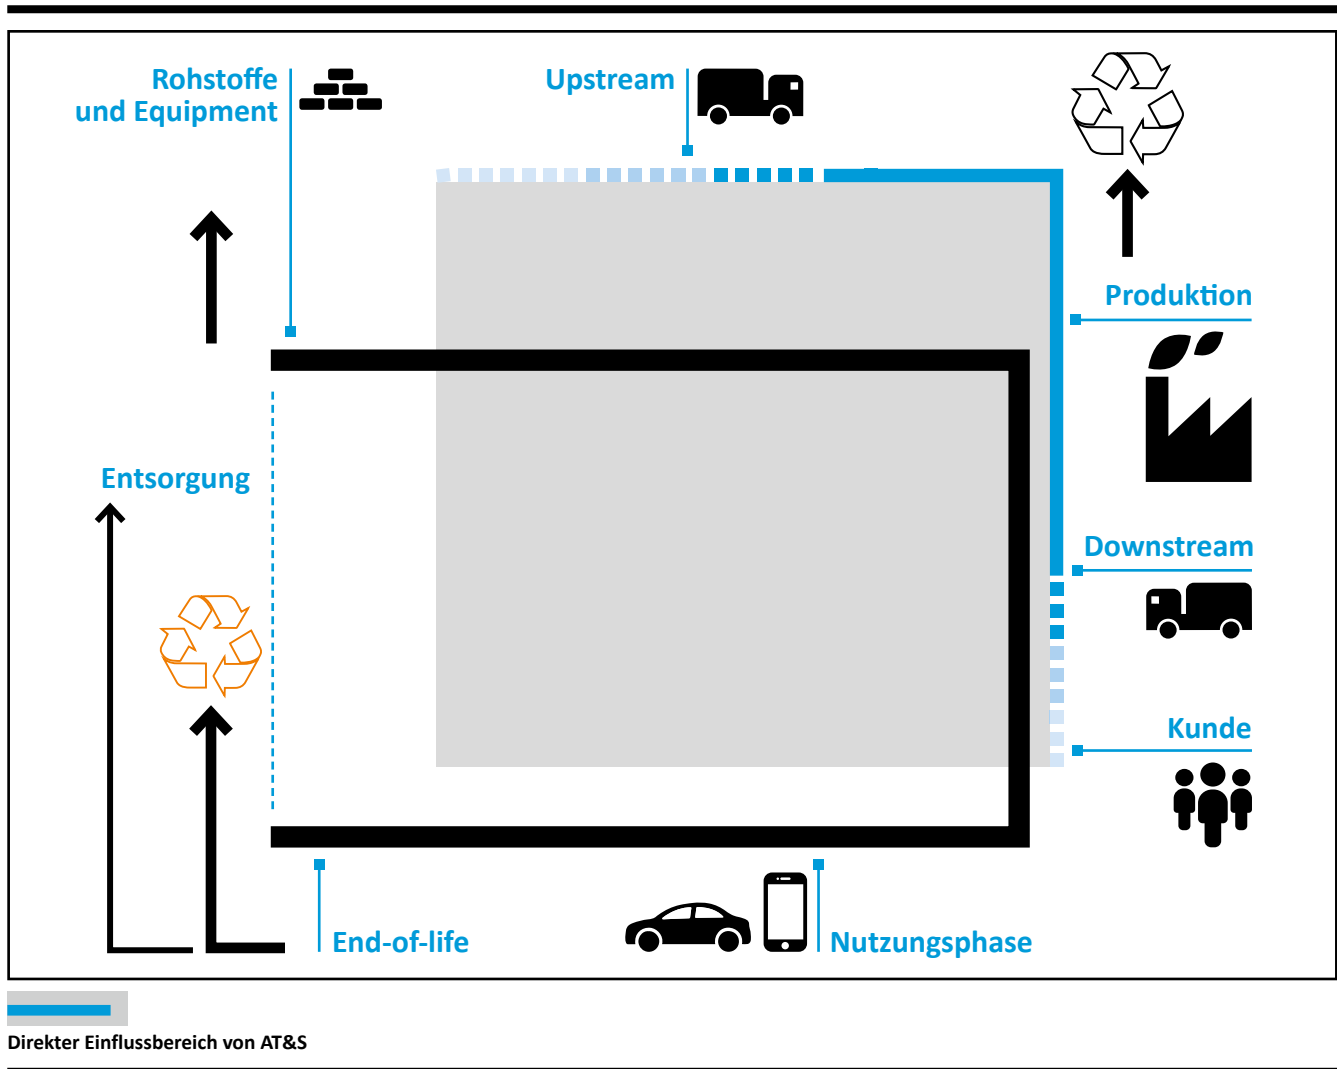 Rohstoffe
und Equipment
Upstream
Produktion
Entsorgung
Downstream
Kunde
End-of-life
Nutzungsphase
Direkter Einflussbereich von AT&S